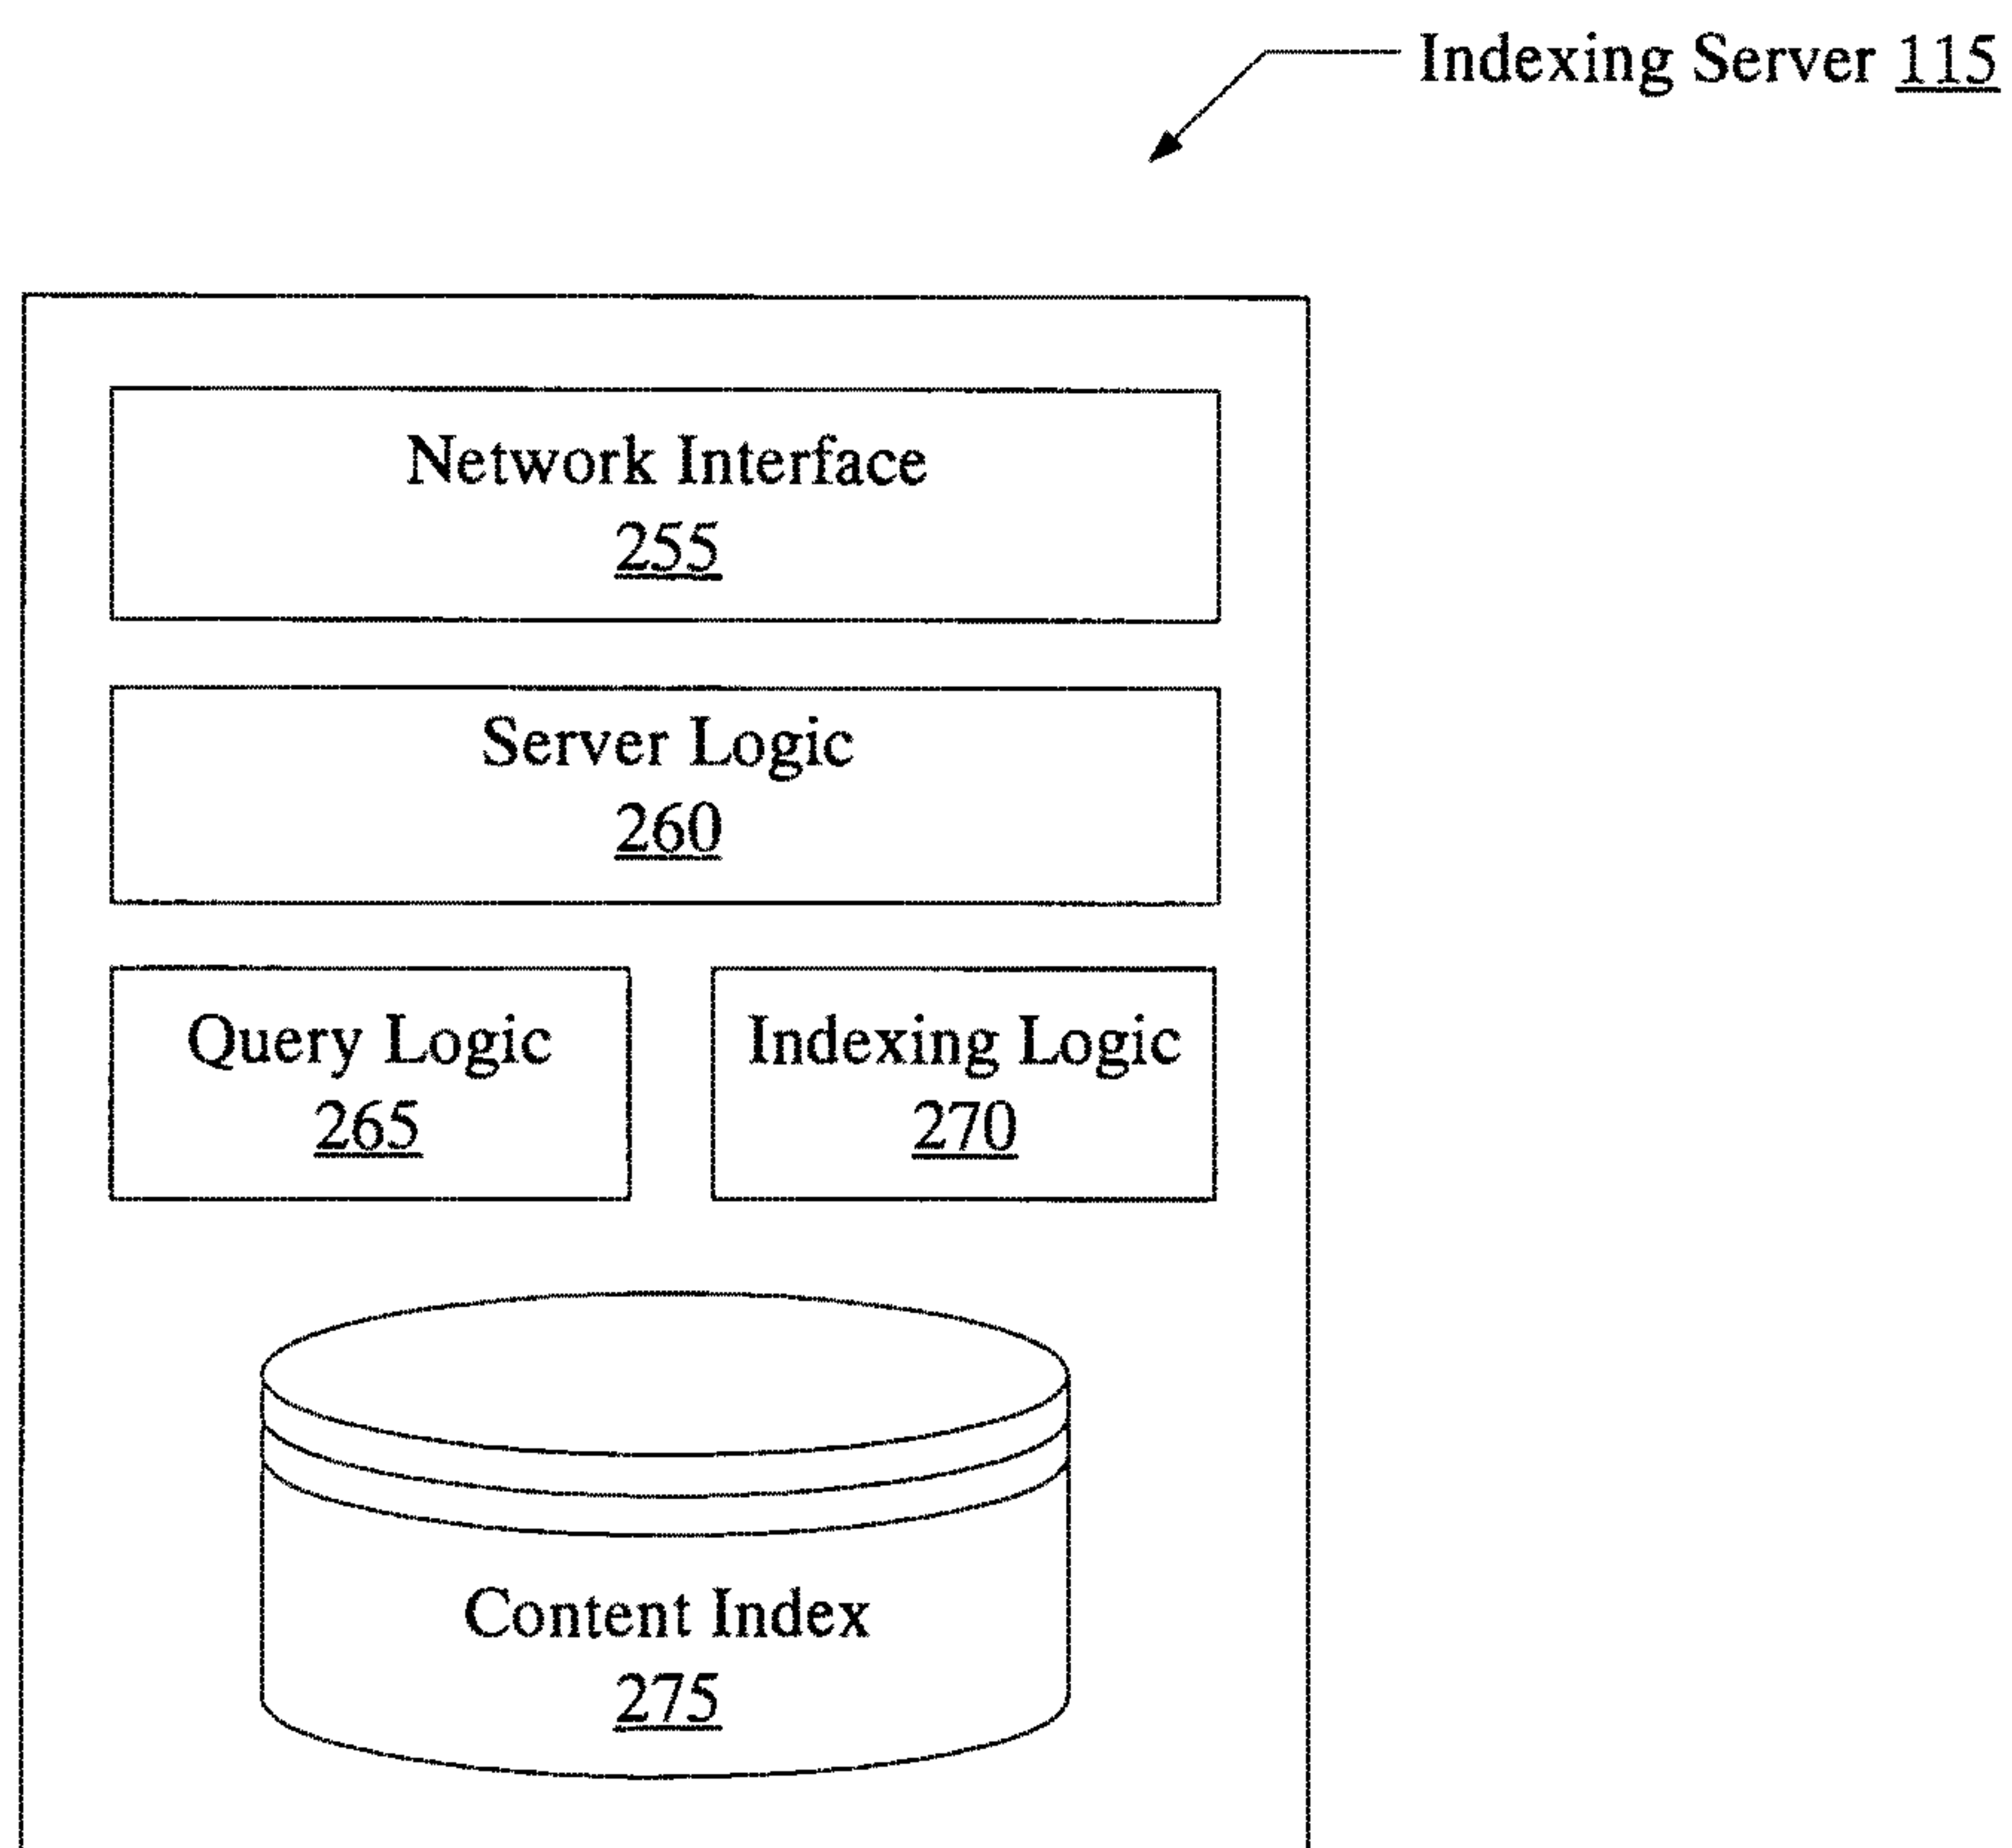 Indexing Server 115
Network Interface
255
Server Logic
260
Query Logic
265
Indexing Logic
270
Content Index
275